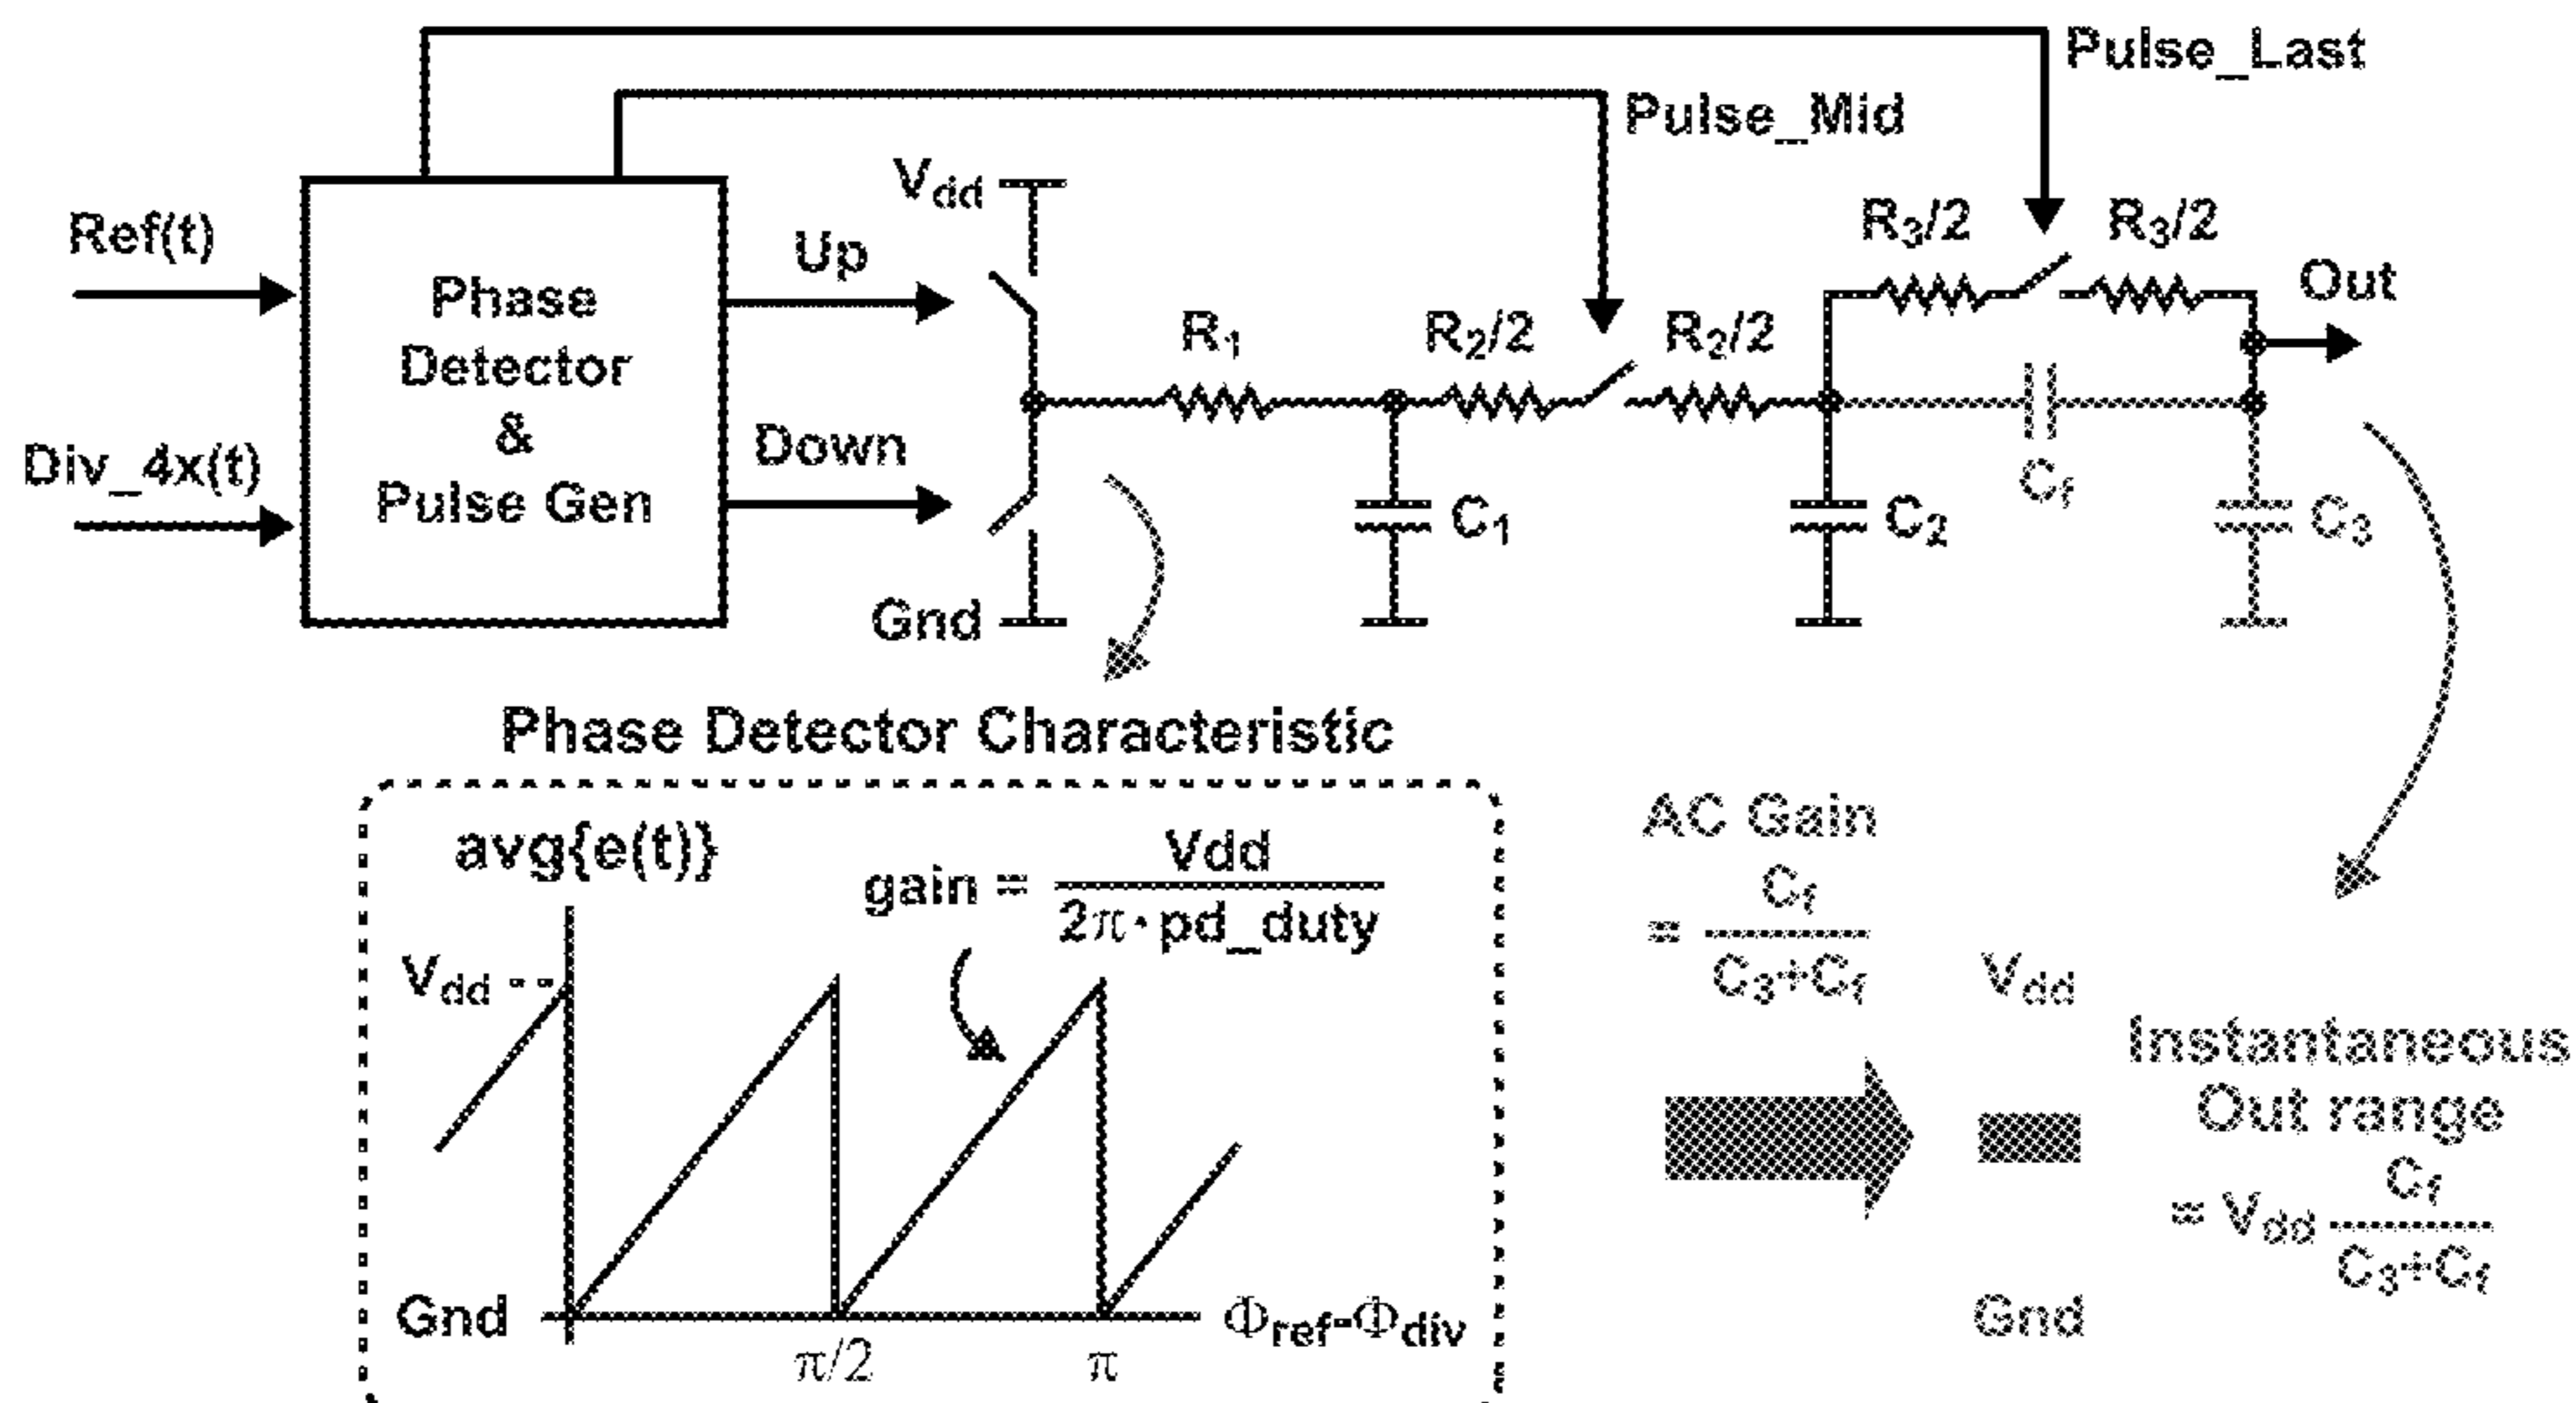 Pulse_Last
Pulse_Mid
Ref(t)
Div_4x(t)
Phase
Detector
&
Pulse Gen
Up
Down
Vdd
Gnd
R1
C1
R2/2
R2/2
C2
R3/2
R3/2
Cf
C3
Out
Phase Detector Characteristic
avg{e(t)}
gain = Vdd
2π·pd_duty
Vdd
Gnd
π/2
π
Φref-Φdiv
AC Gain
= Cf
C3+Cf
Vdd
Gnd
Instantaneous
Out range
= Vdd Cf
C3+Cf